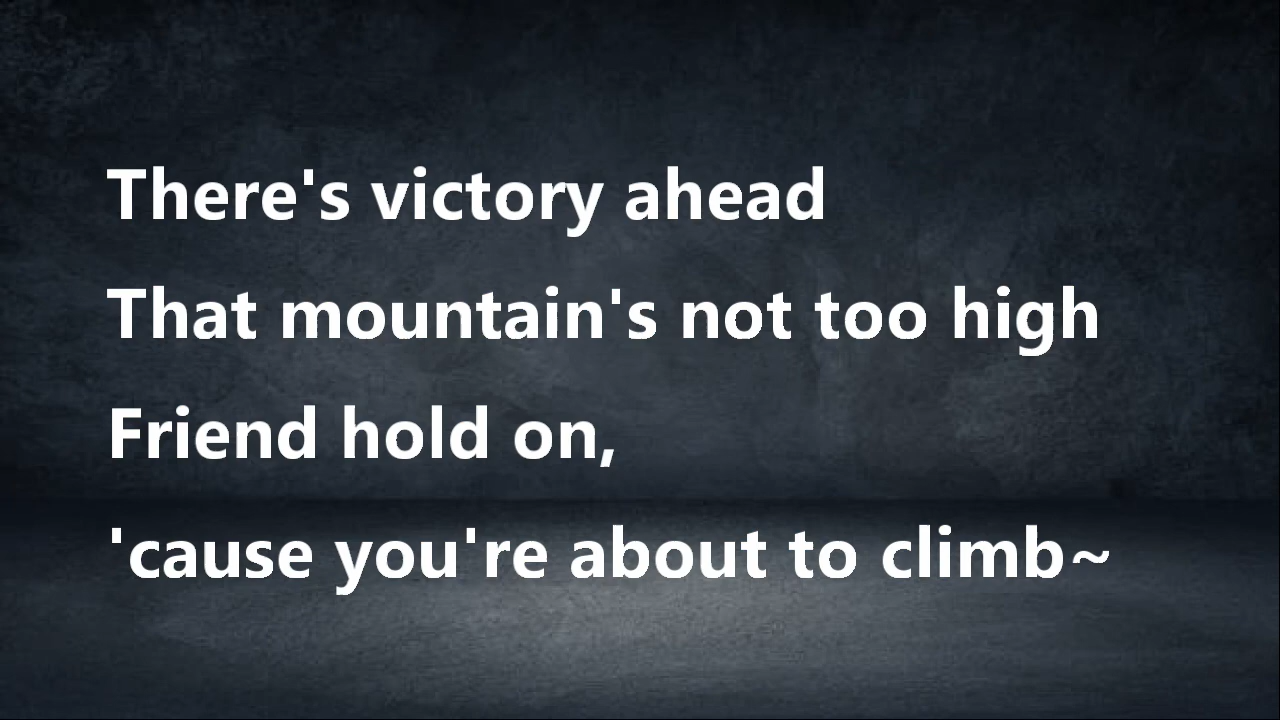 There's victory ahead
That mountain's not too high
Friend hold on,
'cause you're about to climb~